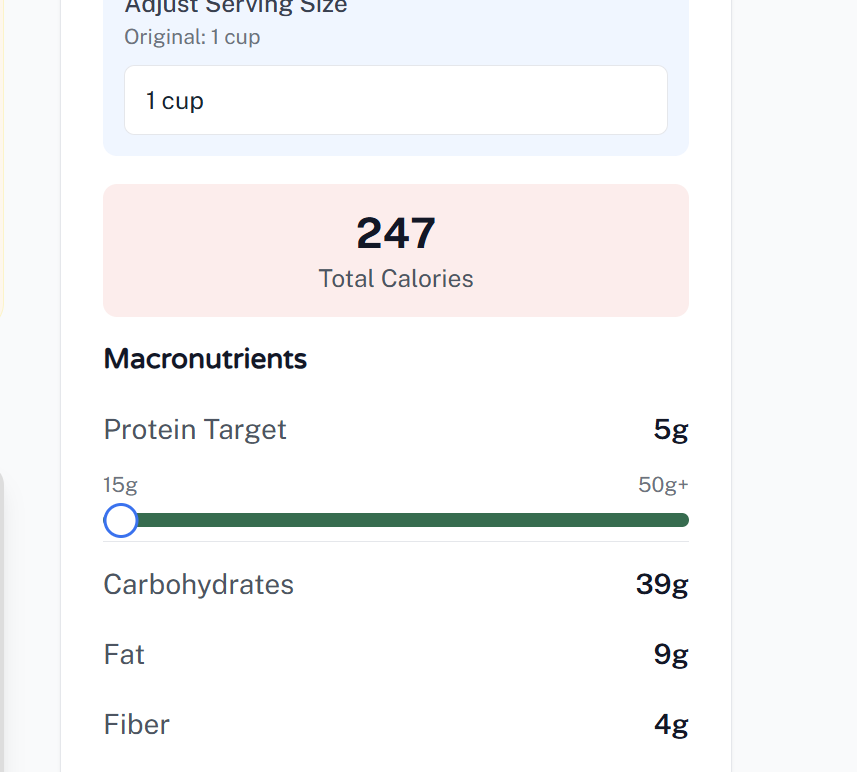 Adjust Serving Size
Original: 1 cup
1 cup
247
Total Calories
Macronutrients
Protein Target 5g
15g 50g+
Carbohydrates 39g
Fat 9g
Fiber 4g